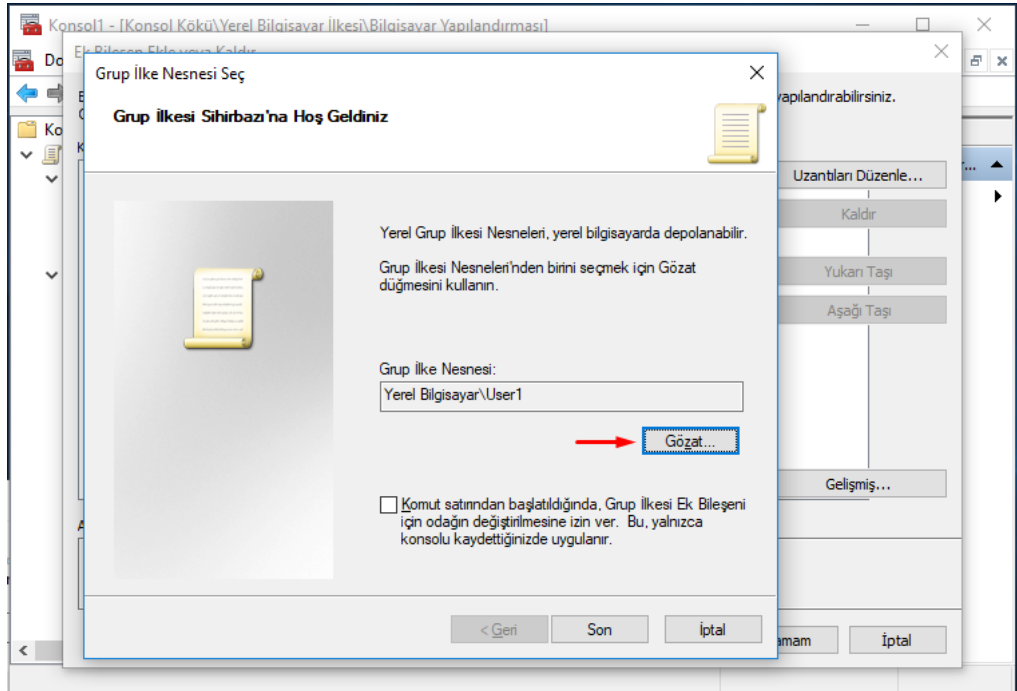 Konsol1 - [Konsol Kökü\Yerel Bilgisayar İlkesi\Bilgisayar Yapılandırması]
Grup İlke Nesnesi Seç
Grup İlkesi Sihirbazı'na Hoş Geldiniz
yapılandırabilirsiniz.
Uzantıları Düzenle...
Kaldır
Yukarı Taşı
Aşağı Taşı
Gelişmiş...
Yerel Grup İlkesi Nesneleri, yerel bilgisayarda depolanabilir.
Grup İlkesi Nesneleri'nden birini seçmek için Gözat
düğmesini kullanın.
Grup İlke Nesnesi:
Yerel Bilgisayar\User1
Gözat...
Komut satırından başlatıldığında, Grup İlkesi Ek Bileşeni
için odağın değiştirilmesine izin ver. Bu, yalnızca
konsolu kaydettiğinizde uygulanır.
< Geri
Son
İptal
İptal